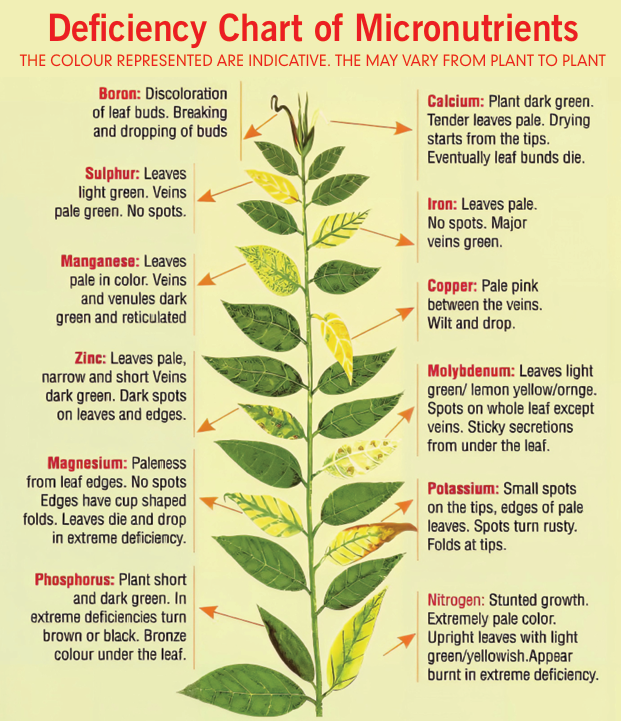 Deficiency Chart of Micronutrients
THE COLOUR REPRESENTED ARE INDICATIVE. THE MAY VARY FROM PLANT TO PLANT
Boron: Discoloration
of leaf buds. Breaking
and dropping of buds
Sulphur: Leaves
light green. Veins
pale green. No spots.
Manganese: Leaves
pale in color. Veins
and venules dark
green and reticulated
Zinc: Leaves pale,
narrow and short Veins
dark green. Dark spots
on leaves and edges.
Magnesium: Paleness
from leaf edges. No spots
Edges have cup shaped
folds. Leaves die and drop
in extreme deficiency.
Phosphorus: Plant short
and dark green. In
extreme deficiencies turn
brown or black. Bronze
colour under the leaf.
Calcium: Plant dark green.
Tender leaves pale. Drying
starts from the tips.
Eventually leaf bunds die.
Iron: Leaves pale.
No spots. Major
veins green.
Copper: Pale pink
between the veins.
Wilt and drop.
Molybdenum: Leaves light
green/ lemon yellow/ornge.
Spots on whole leaf except
veins. Sticky secretions
from under the leaf.
Potassium: Small spots
on the tips, edges of pale
leaves. Spots turn rusty.
Folds at tips.
Nitrogen: Stunted growth.
Extremely pale color.
Upright leaves with light
green/yellowish.Appear
burnt in extreme deficiency.